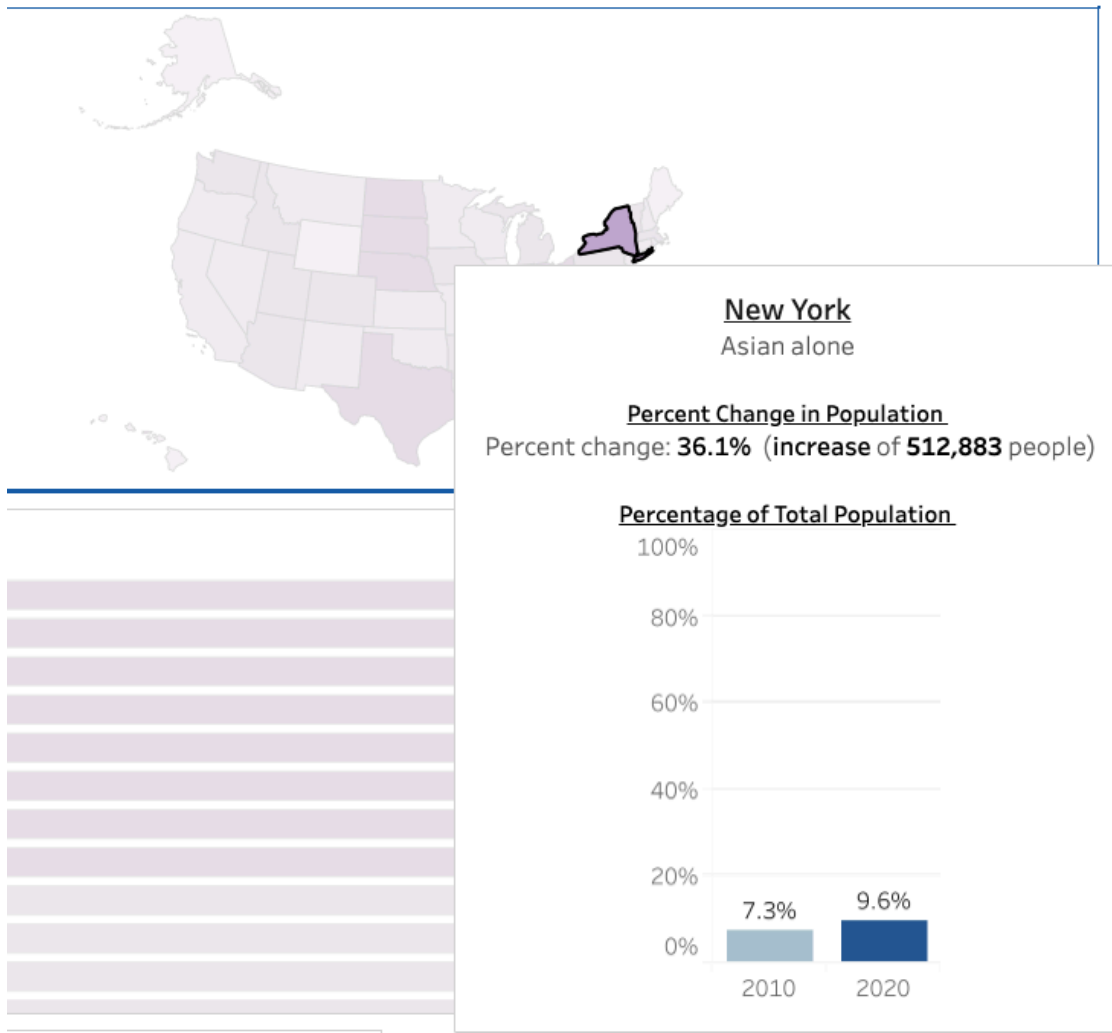 New York
Asian alone
Percent Change in Population
Percent change: 36.1% (increase of 512,883 people)
Percentage of Total Population
100%
80%
60%
40%
20%
0%
7.3%
9.6%
2010
2020